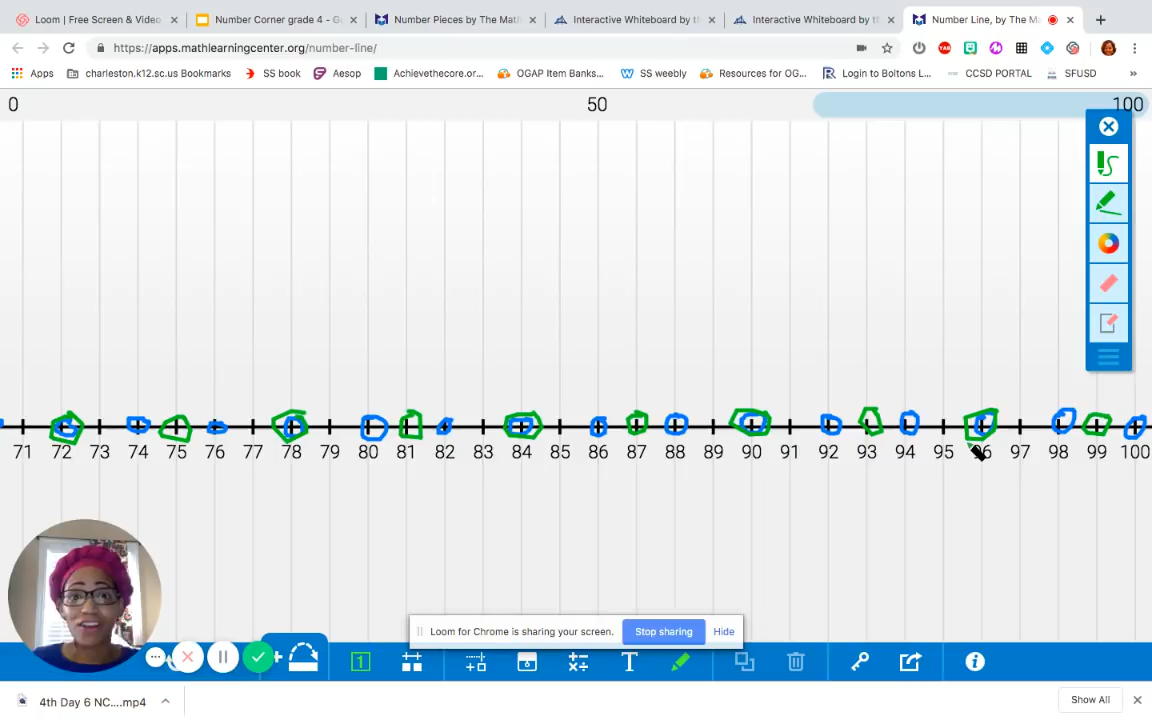 Loom | Free Screen & Video
Number Corner grade 4 - G
Number Pieces by The Mat
Interactive Whiteboard by t
Interactive Whiteboard by t
Number Line, by The Ma
https://apps.mathlearningcenter.org/number-line/
Apps charleston.k12.sc.us Bookmarks SS book Aesop Achievethecore.or... OGAP Item Banks... SS weebly Resources for OG... Login to Boltons L... CCSD PORTAL SFUSD »
0 50 100
71 72 73 74 75 76 77 78 79 80 81 82 83 84 85 86 87 88 89 90 91 92 93 94 95 96 97 98 99 100
Loom for Chrome is sharing your screen. Stop sharing Hide
1 T
4th Day 6 NC....mp4 Show All